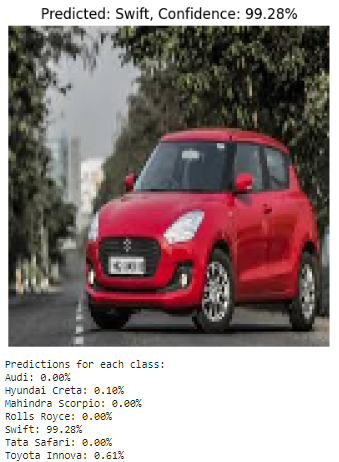 Predicted: Swift, Confidence: 99.28%
Predictions for each class:
Audi: 0.00%
Hyundai Creta: 0.10%
Mahindra Scorpio: 0.00%
Rolls Royce: 0.00%
Swift: 99.28%
Tata Safari: 0.00%
Toyota Innova: 0.61%